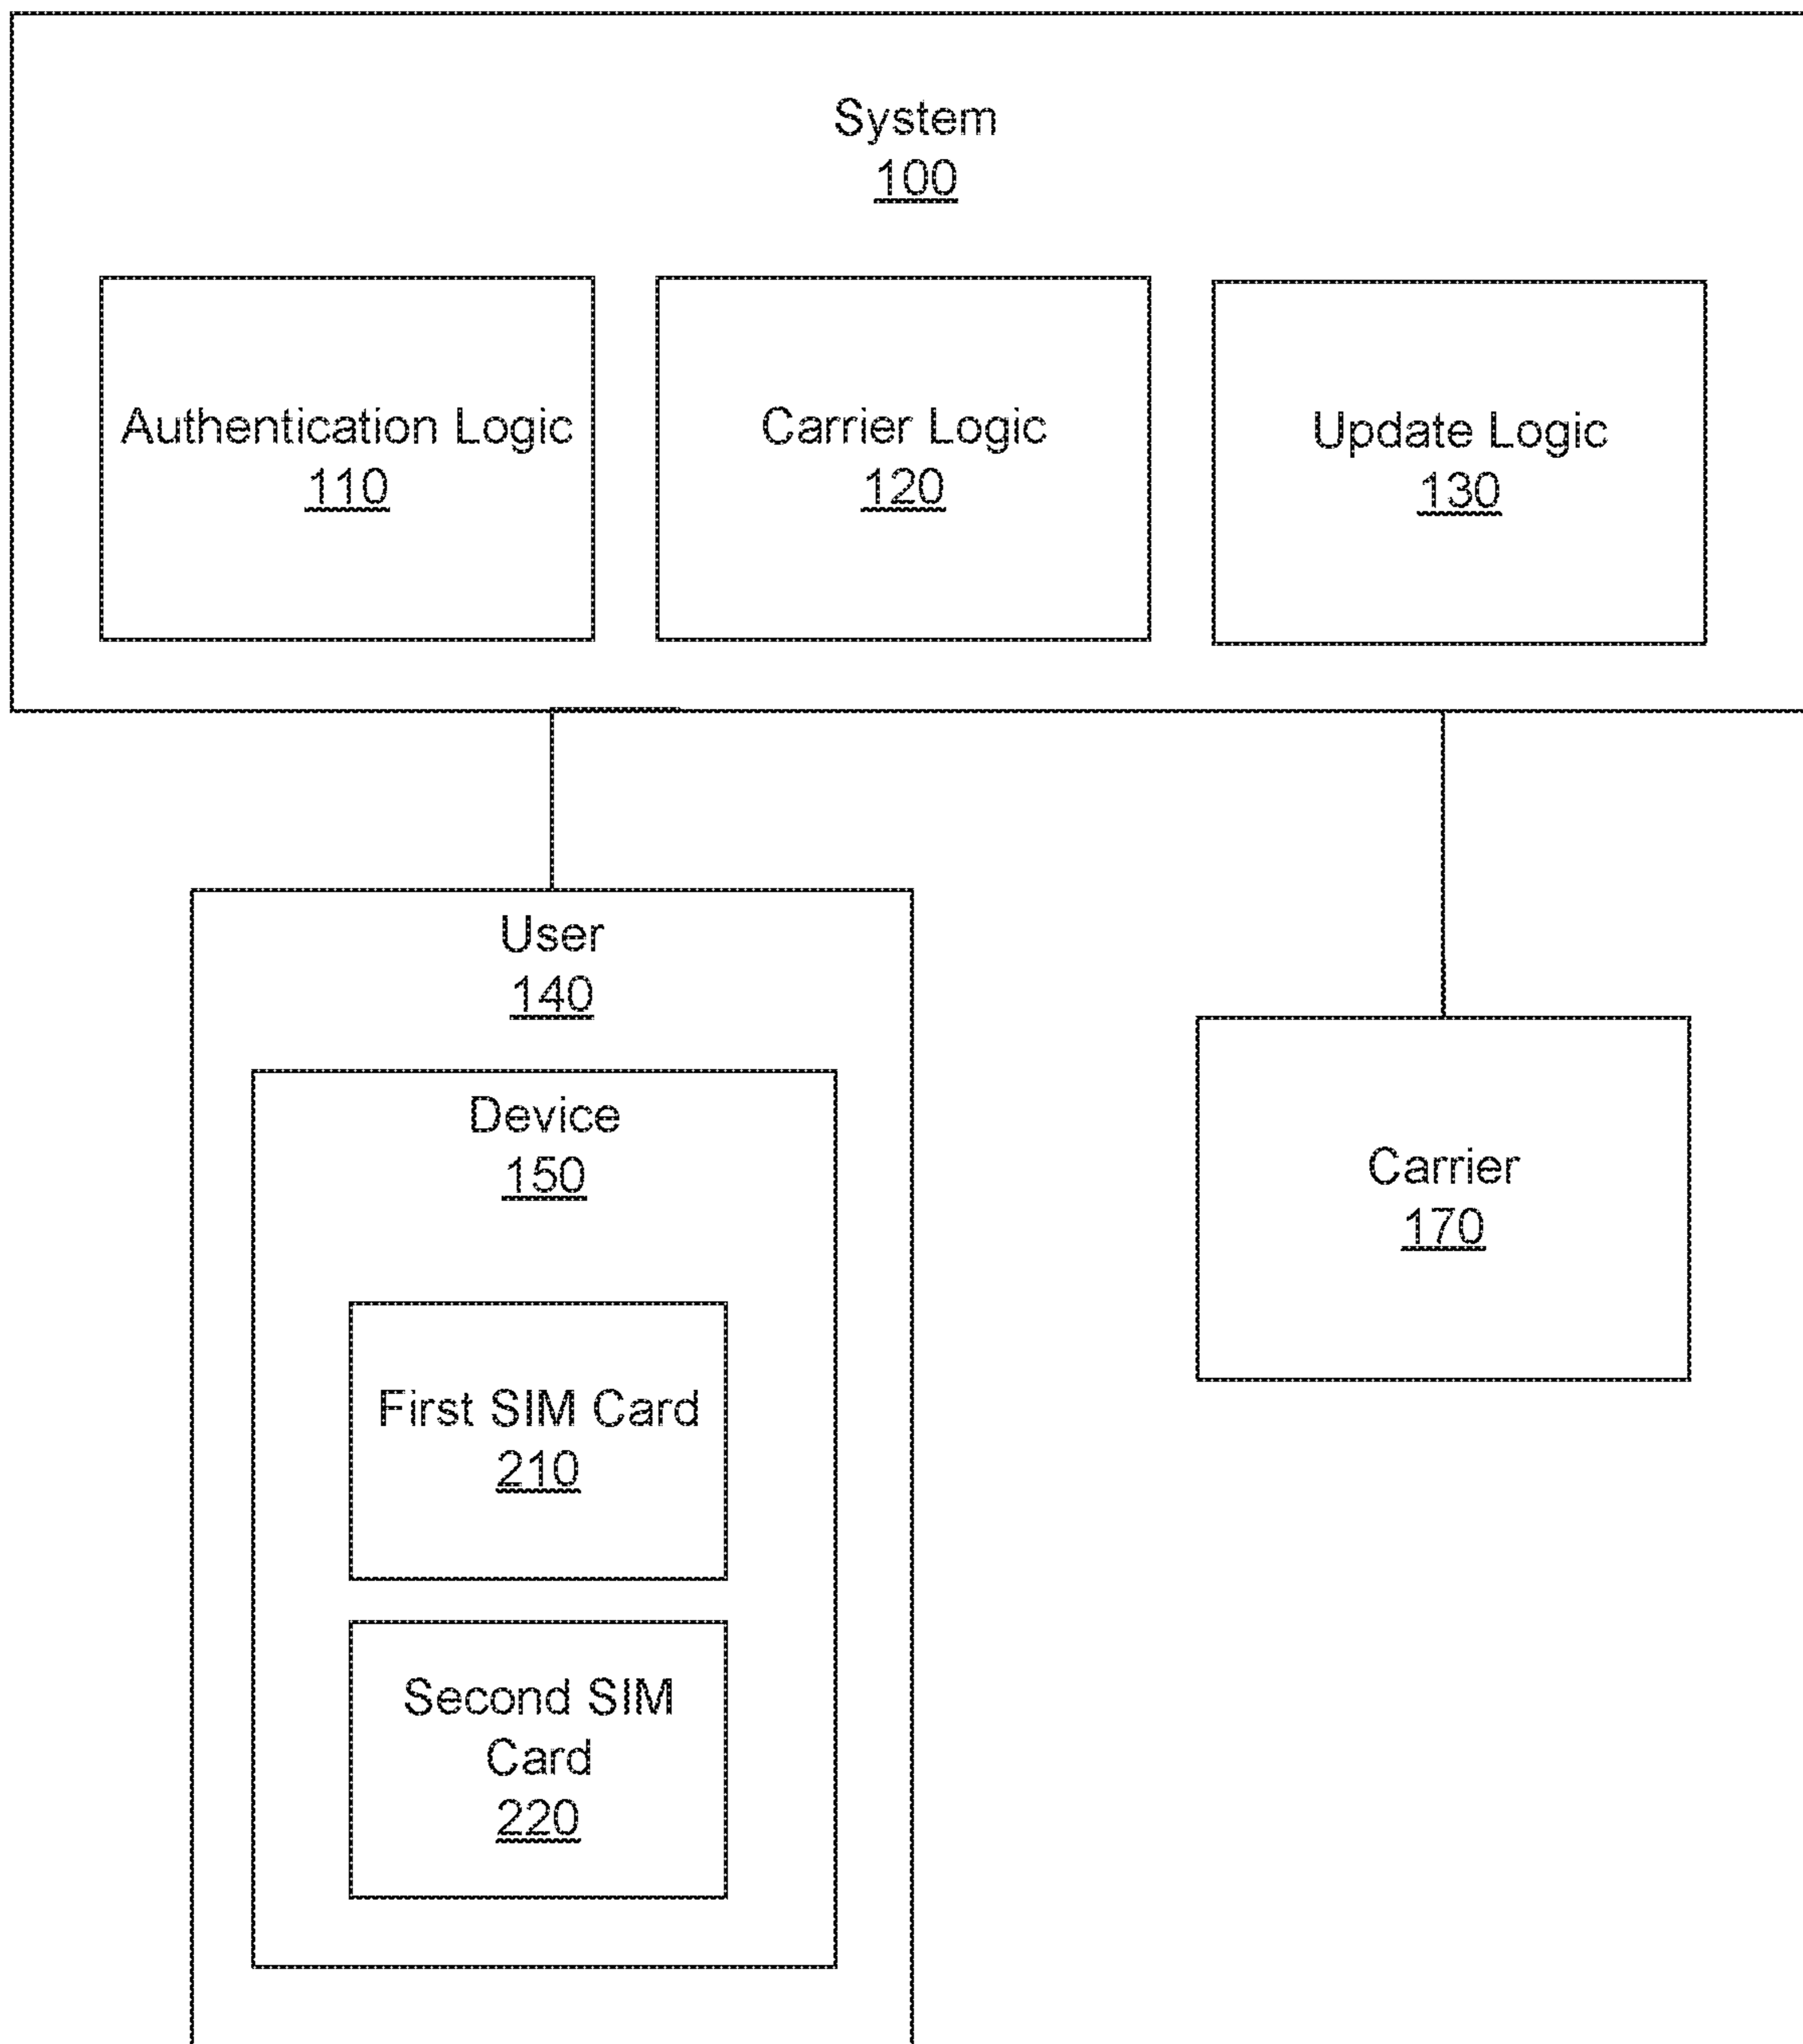 System
100
Authentication Logic
110
Carrier Logic
120
Update Logic
130
User
140
Device
150
First SIM Card
210
Second SIM
Card
220
Carrier
170